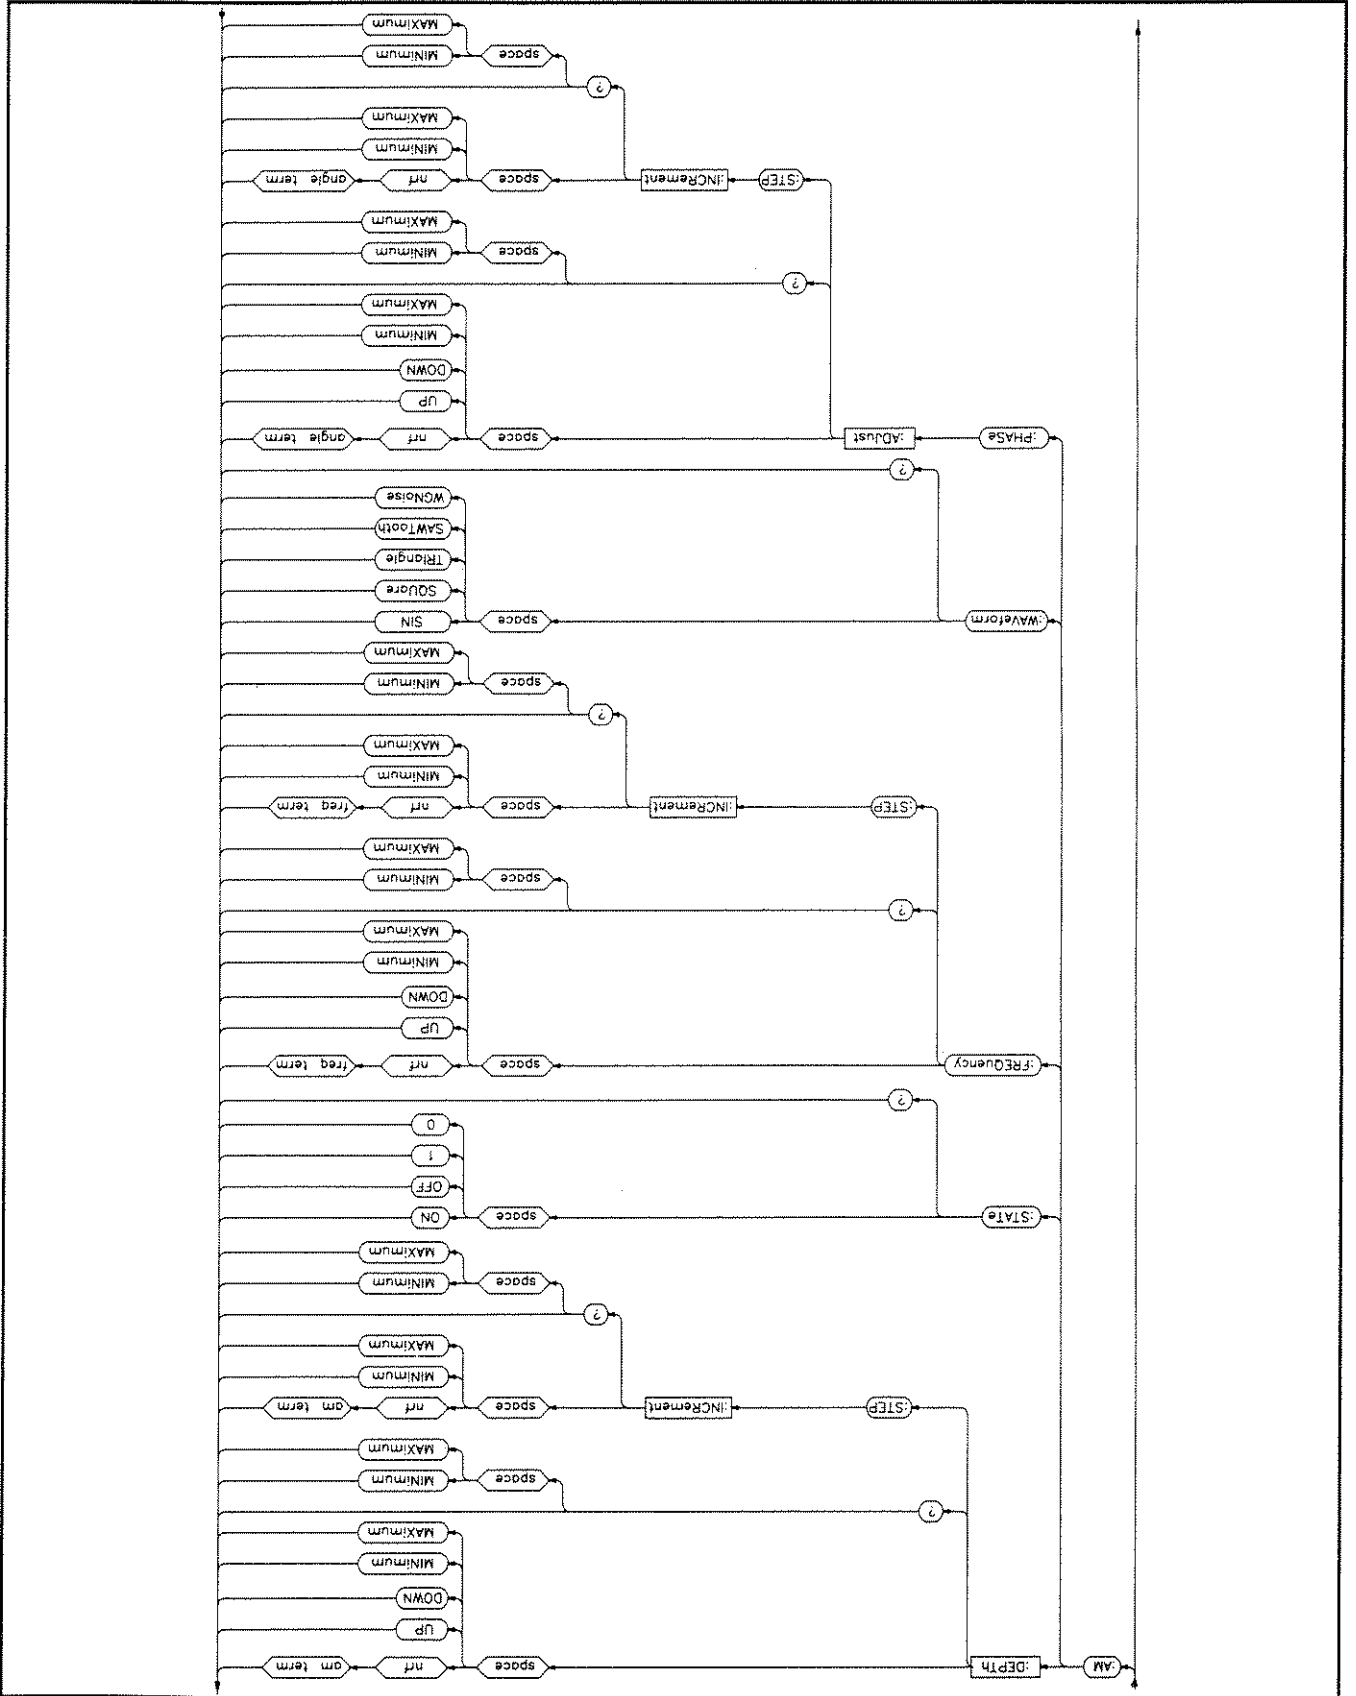 :AM :DEPTh space nrf am term
UP
DOWN
MINimum
MAXimum
?
space MINimum
MAXimum
:STEP :INCRement space nrf am term
MINimum
MAXimum
?
space MINimum
MAXimum
:STATe space ON
OFF
1
0
?
:FREQuency space nrf freq term
UP
DOWN
MINimum
MAXimum
?
space MINimum
MAXimum
:STEP :INCRement space nrf freq term
MINimum
MAXimum
?
space MINimum
MAXimum
:WAVeform space SIN
SQUare
TRIangle
SAWTooth
WGNoise
?
:PHASe :ADJust space nrf angle term
UP
DOWN
MINimum
MAXimum
?
space MINimum
MAXimum
:STEP :INCRement space nrf angle term
MINimum
MAXimum
?
space MINimum
MAXimum